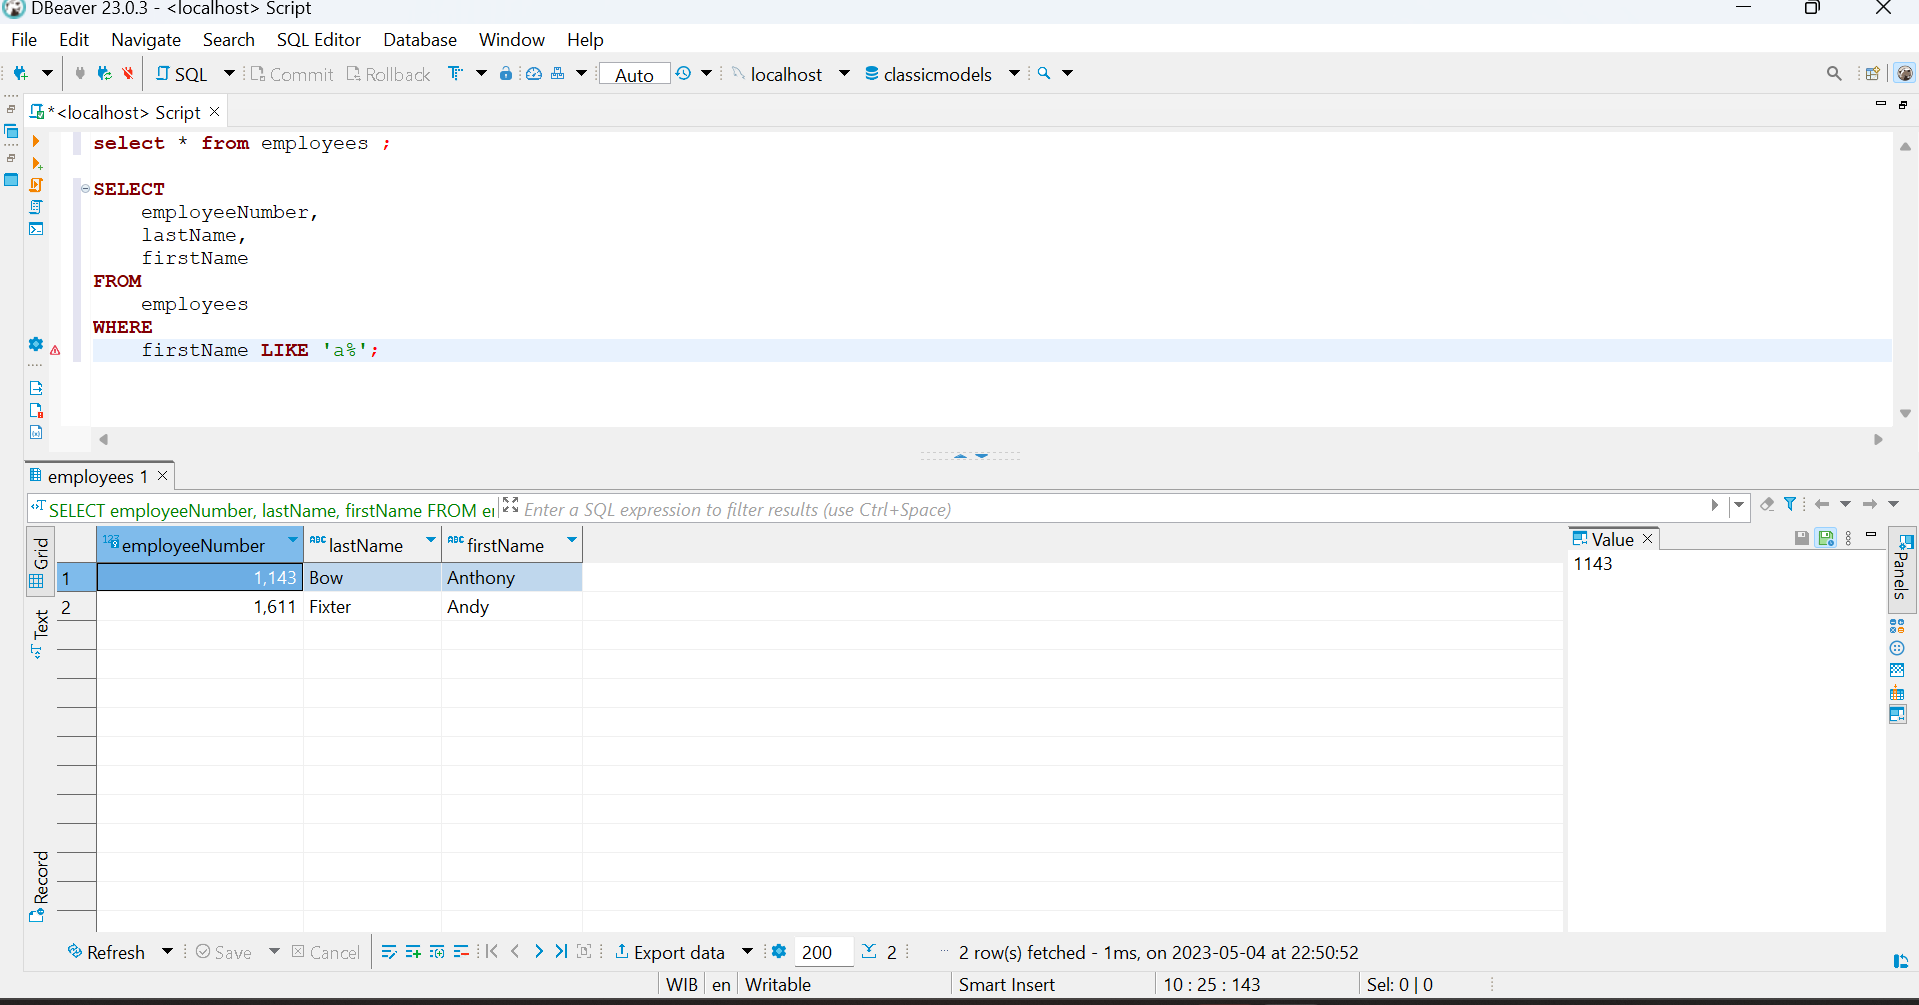 DBeaver 23.0.3 - <localhost> Script
File Edit Navigate Search SQL Editor Database Window Help
SQL Commit Rollback Auto localhost classicmodels
*<localhost> Script
select * from employees ;
SELECT
employeeNumber,
lastName,
firstName
FROM
employees
WHERE
firstName LIKE 'a%';
employees 1
SELECT employeeNumber, lastName, firstName FROM Enter a SQL expression to filter results (use Ctrl+Space)
Grid
Text
Record
123 employeeNumber ABC lastName ABC firstName
1 1,143 Bow Anthony
2 1,611 Fixter Andy
Value
1143
Panels
Refresh Save Cancel Export data 200 2 2 row(s) fetched - 1ms, on 2023-05-04 at 22:50:52
WIB en Writable Smart Insert 10 : 25 : 143 Sel: 0 | 0